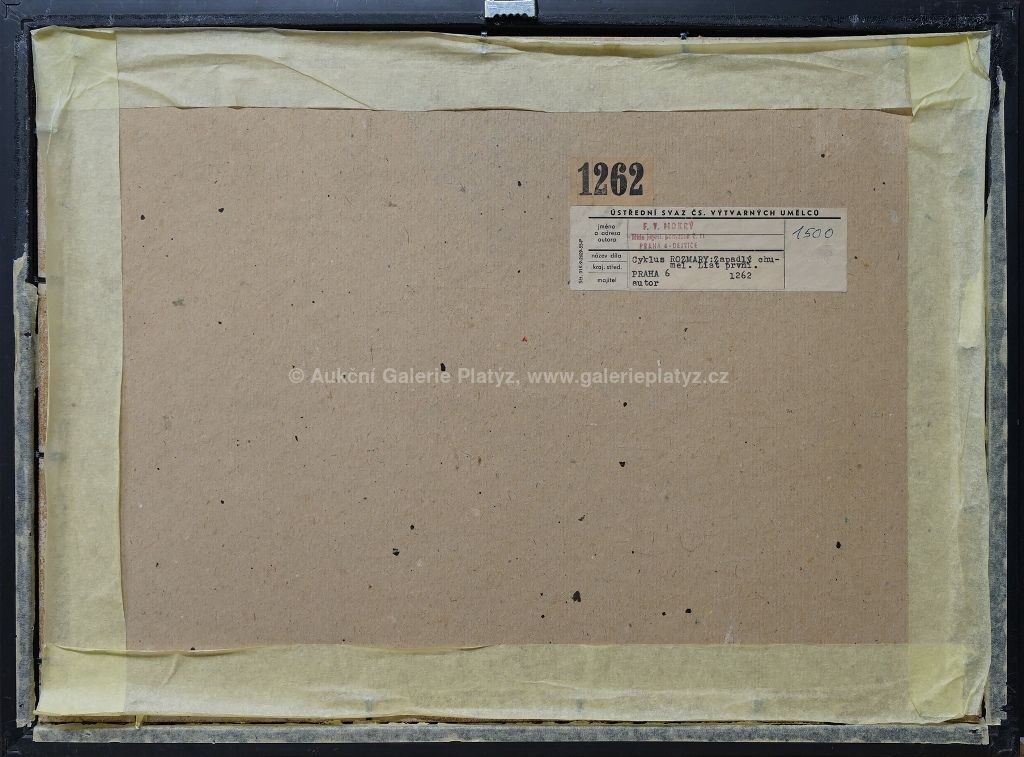 1262
ÚSTŘEDNÍ SVAZ ČS. VÝTVARNÝCH UMĚLCŮ
jméno
a adresa
autora
F. V. MOKRÝ
PRAHA 6-DEJVICE
1500
název díla
Cyklus ROZMARY:Zapadlý chu-
mel. List první.
kraj. střed.
PRAHA 6 1262
majitel
autor
© Aukční Galerie Platýz, www.galerieplatyz.cz